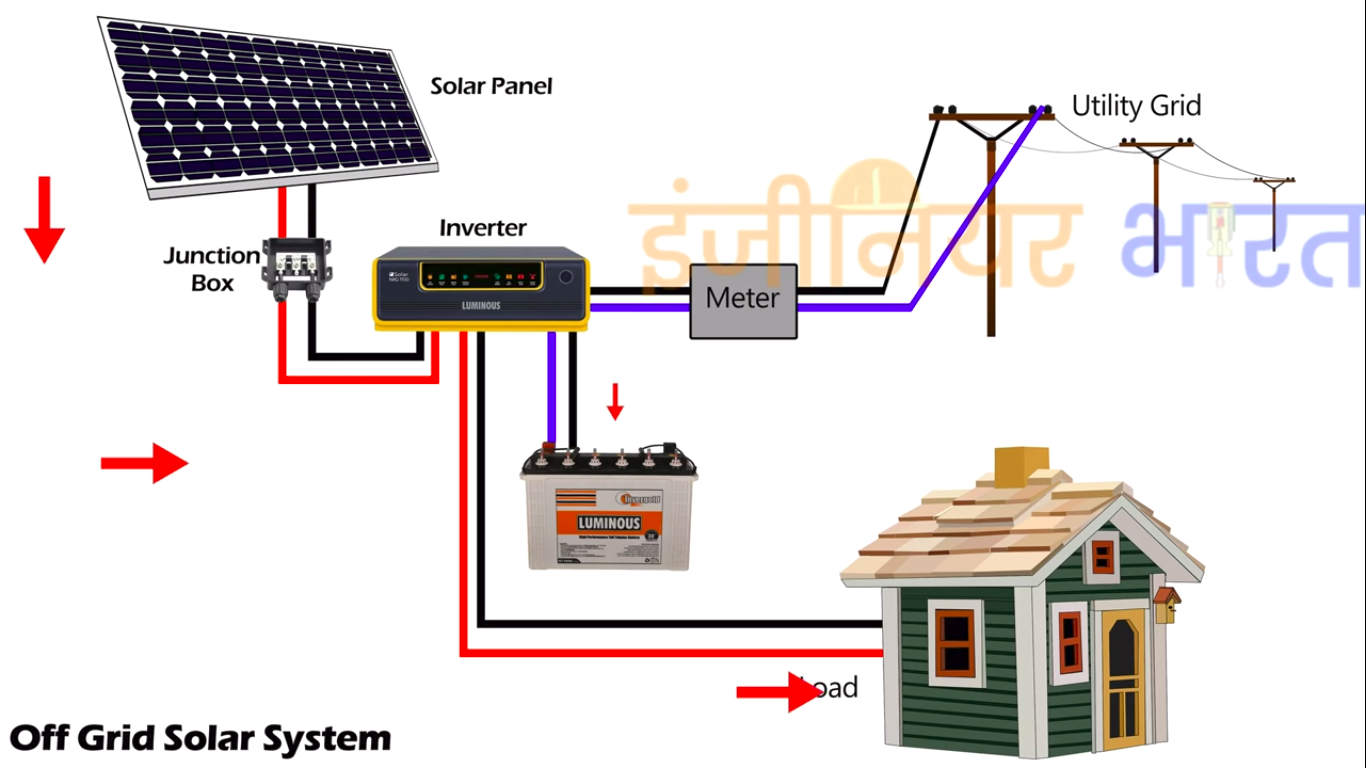 Solar Panel
Utility Grid
इंजीनियर भारत
Inverter
Junction
Box
Solar
LUMINOUS
Meter
LUMINOUS
Load
Off Grid Solar System